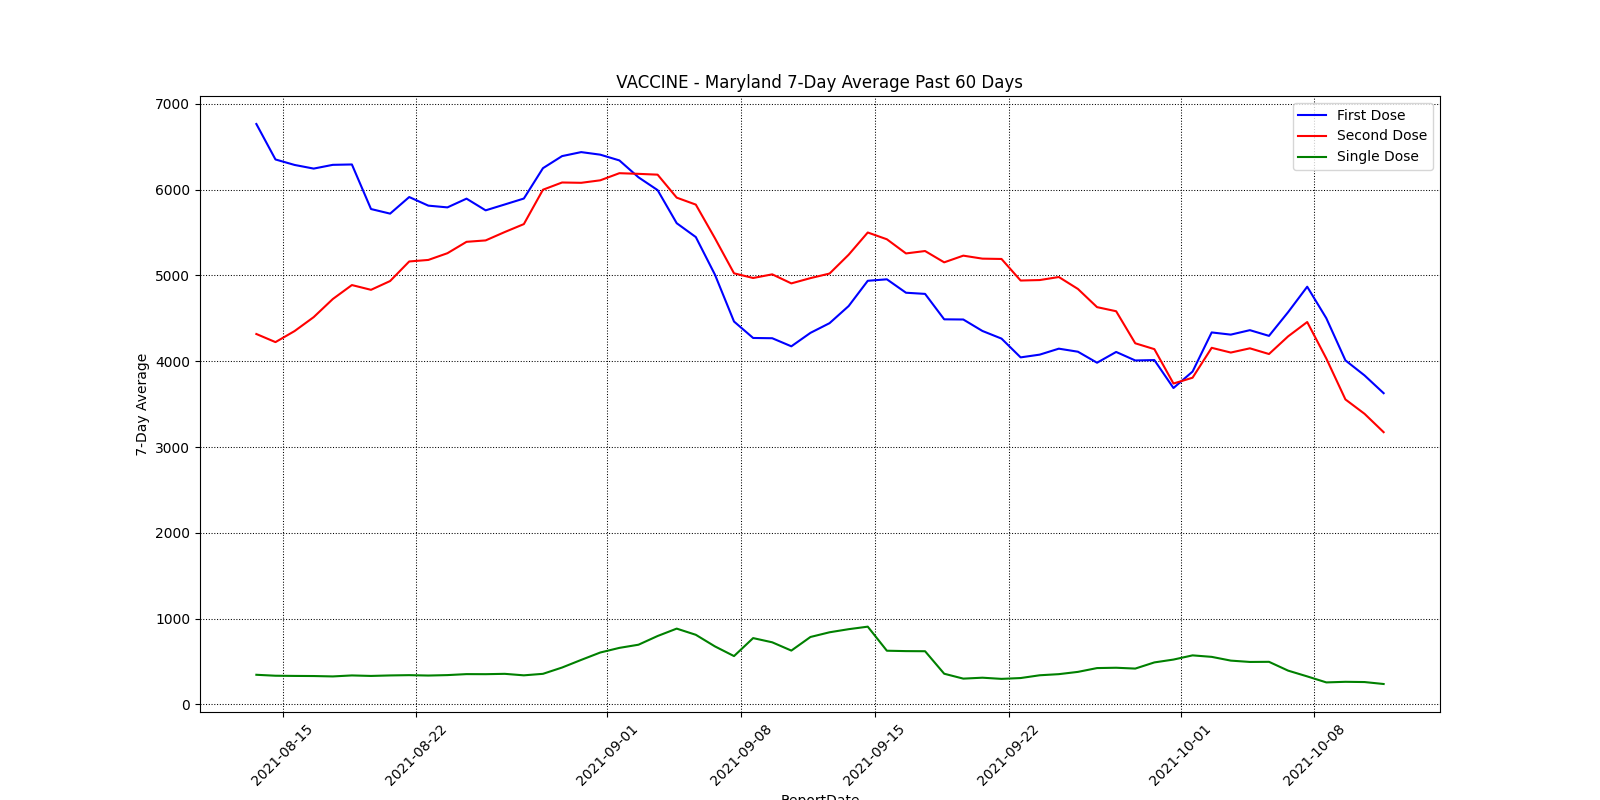 VACCINE - Maryland 7-Day Average Past 60 Days
7000
6000
5000
4000
3000
2000
1000
0
7-Day Average
First Dose
Second Dose
Single Dose
2021-08-15
2021-08-22
2021-09-01
2021-09-08
2021-09-15
2021-09-22
2021-10-01
2021-10-08
ReportDate